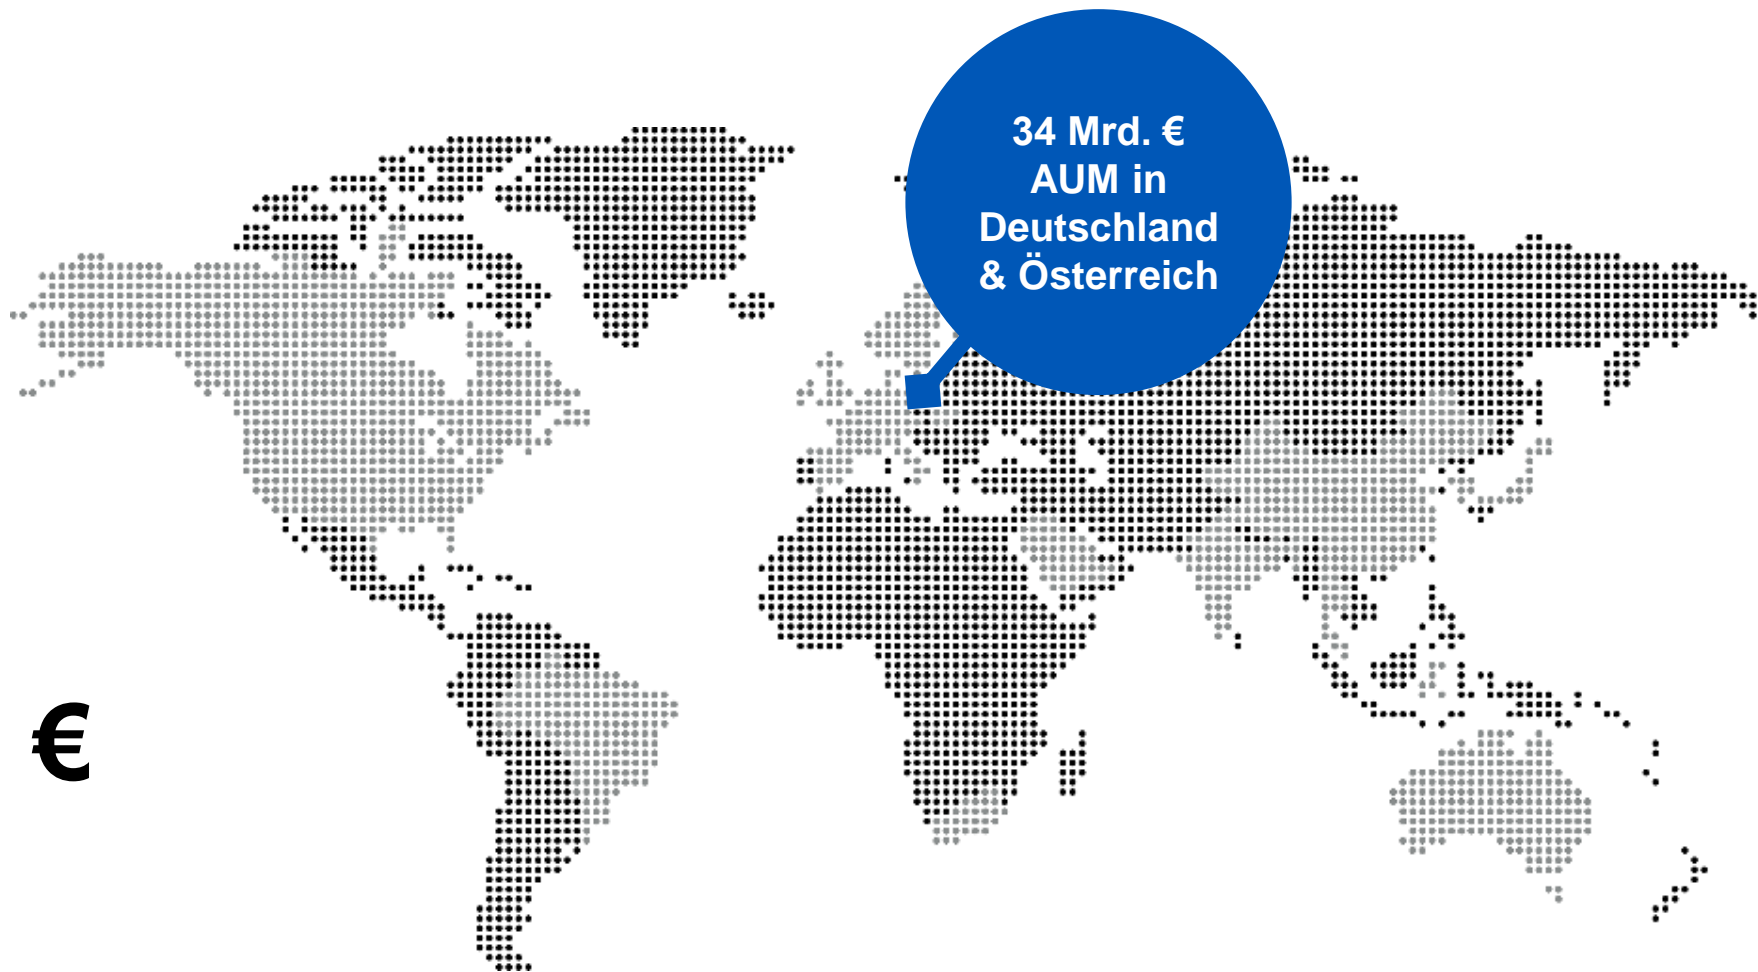 34 Mrd. €
AUM in
Deutschland
& Österreich
€